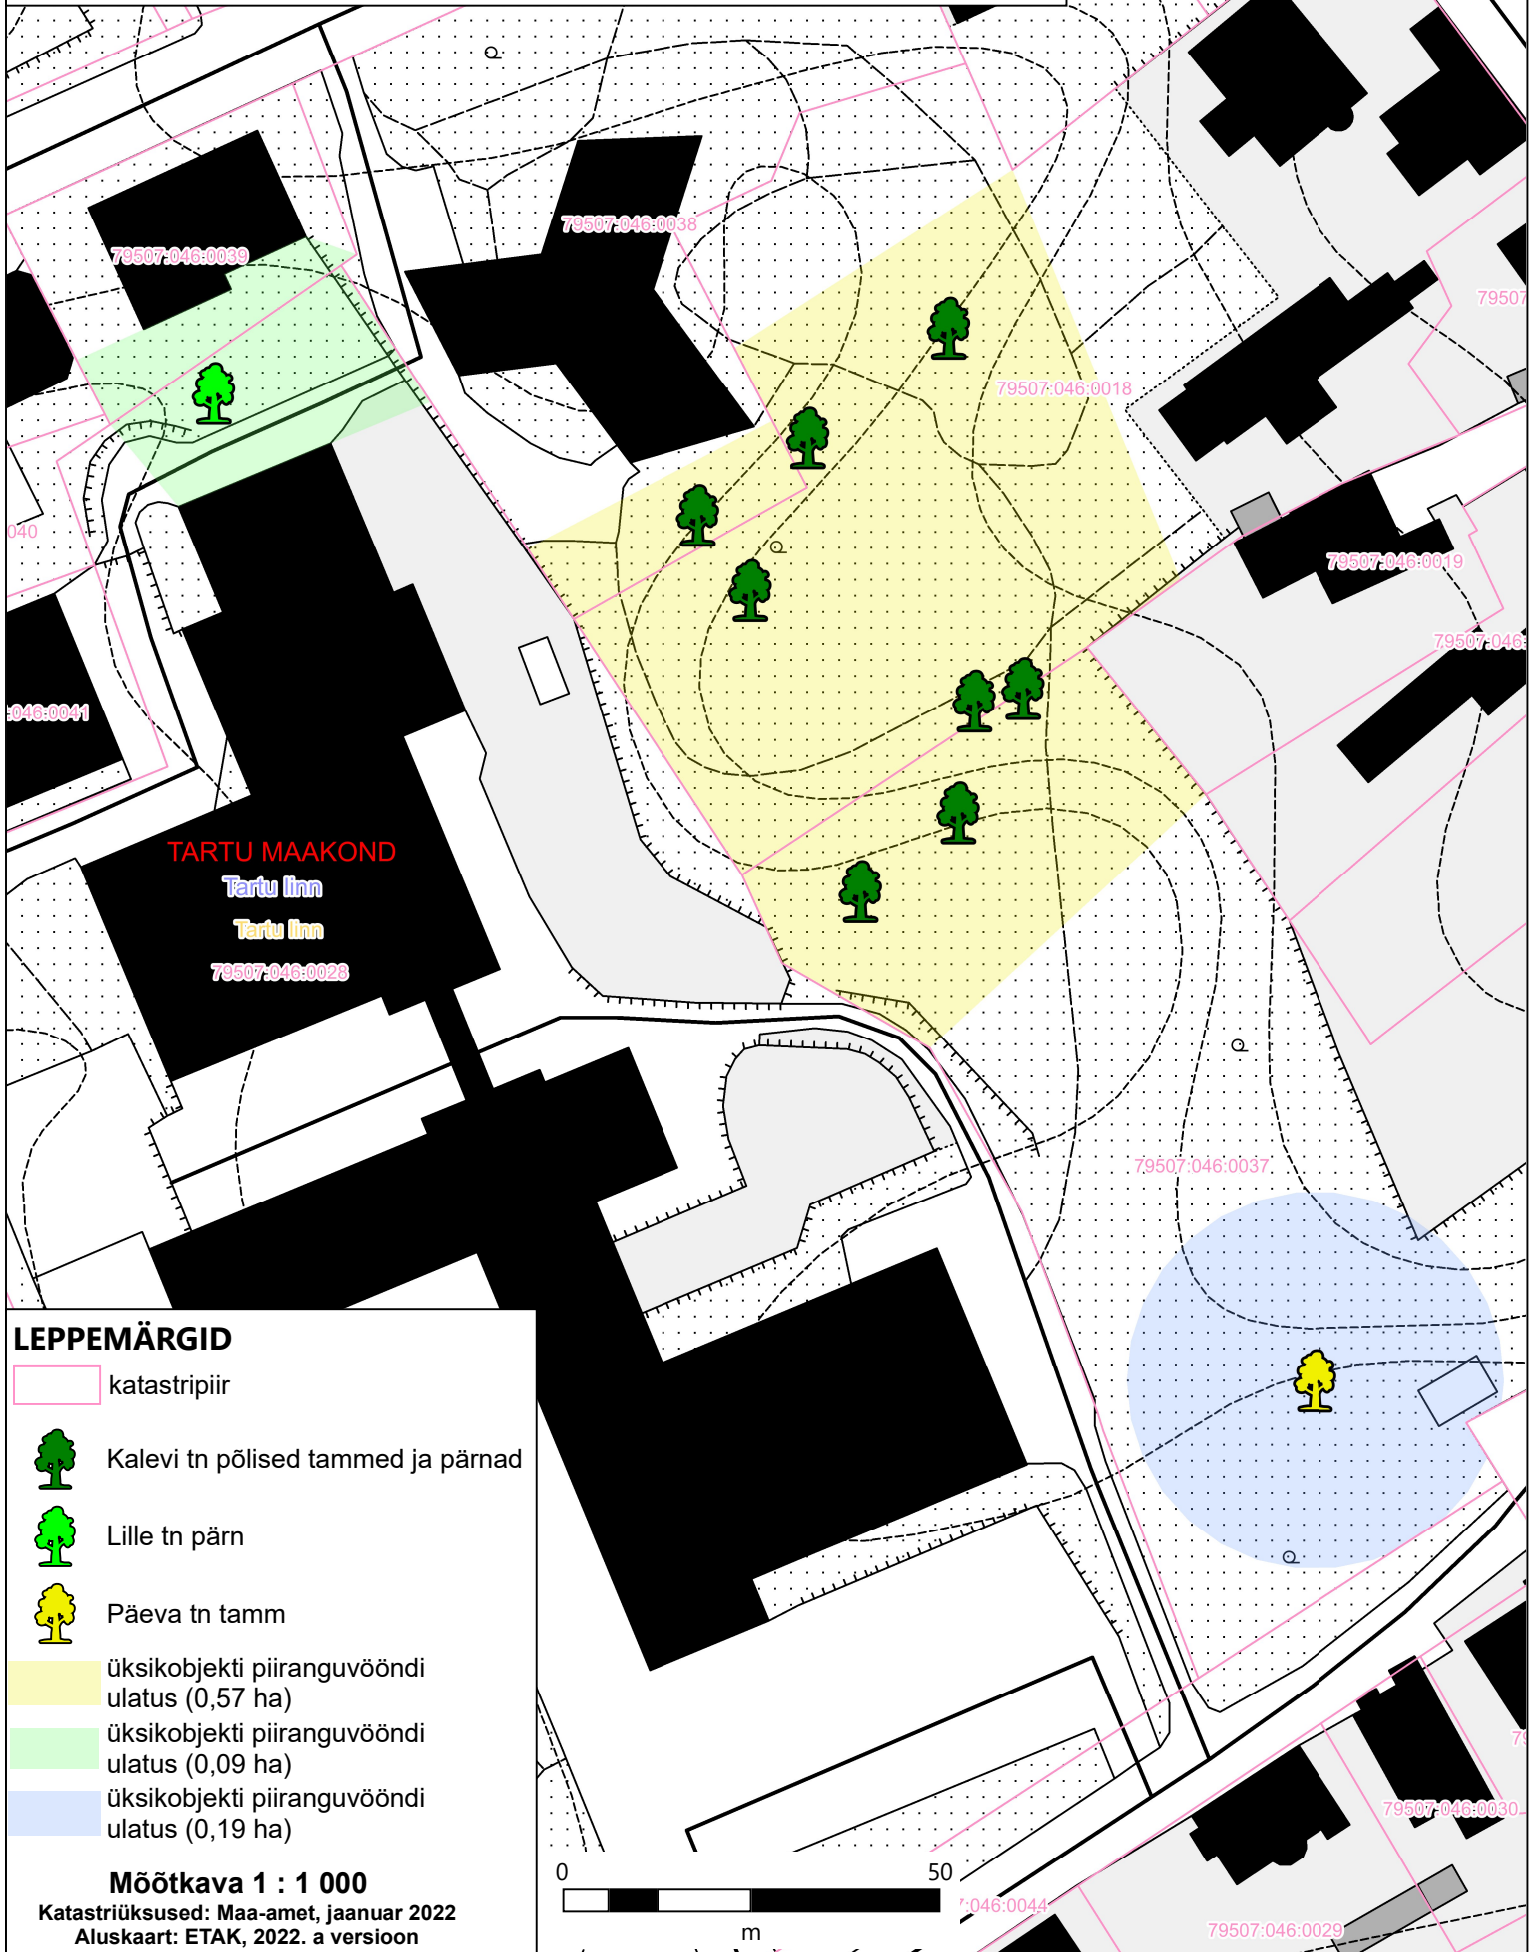 79507:046:0038
79507:046:0039
79507
79507:046:0018
040
79507:046:0019
79507:046:
:046:0041
TARTU MAAKOND
Tartu linn
Tartu linn
79507:046:0028
79507:046:0037
LEPPEMÄRGID
katastripiir
Kalevi tn põlised tammed ja pärnad
Lille tn pärn
Päeva tn tamm
üksikobjekti piiranguvööndi
ulatus (0,57 ha)
üksikobjekti piiranguvööndi
ulatus (0,09 ha)
üksikobjekti piiranguvööndi
ulatus (0,19 ha)
Mõõtkava 1 : 1 000
Katastriüksused: Maa-amet, jaanuar 2022
Aluskaart: ETAK, 2022. a versioon
0 50
m
79507:046:0030
:046:0044
79507:046:0029